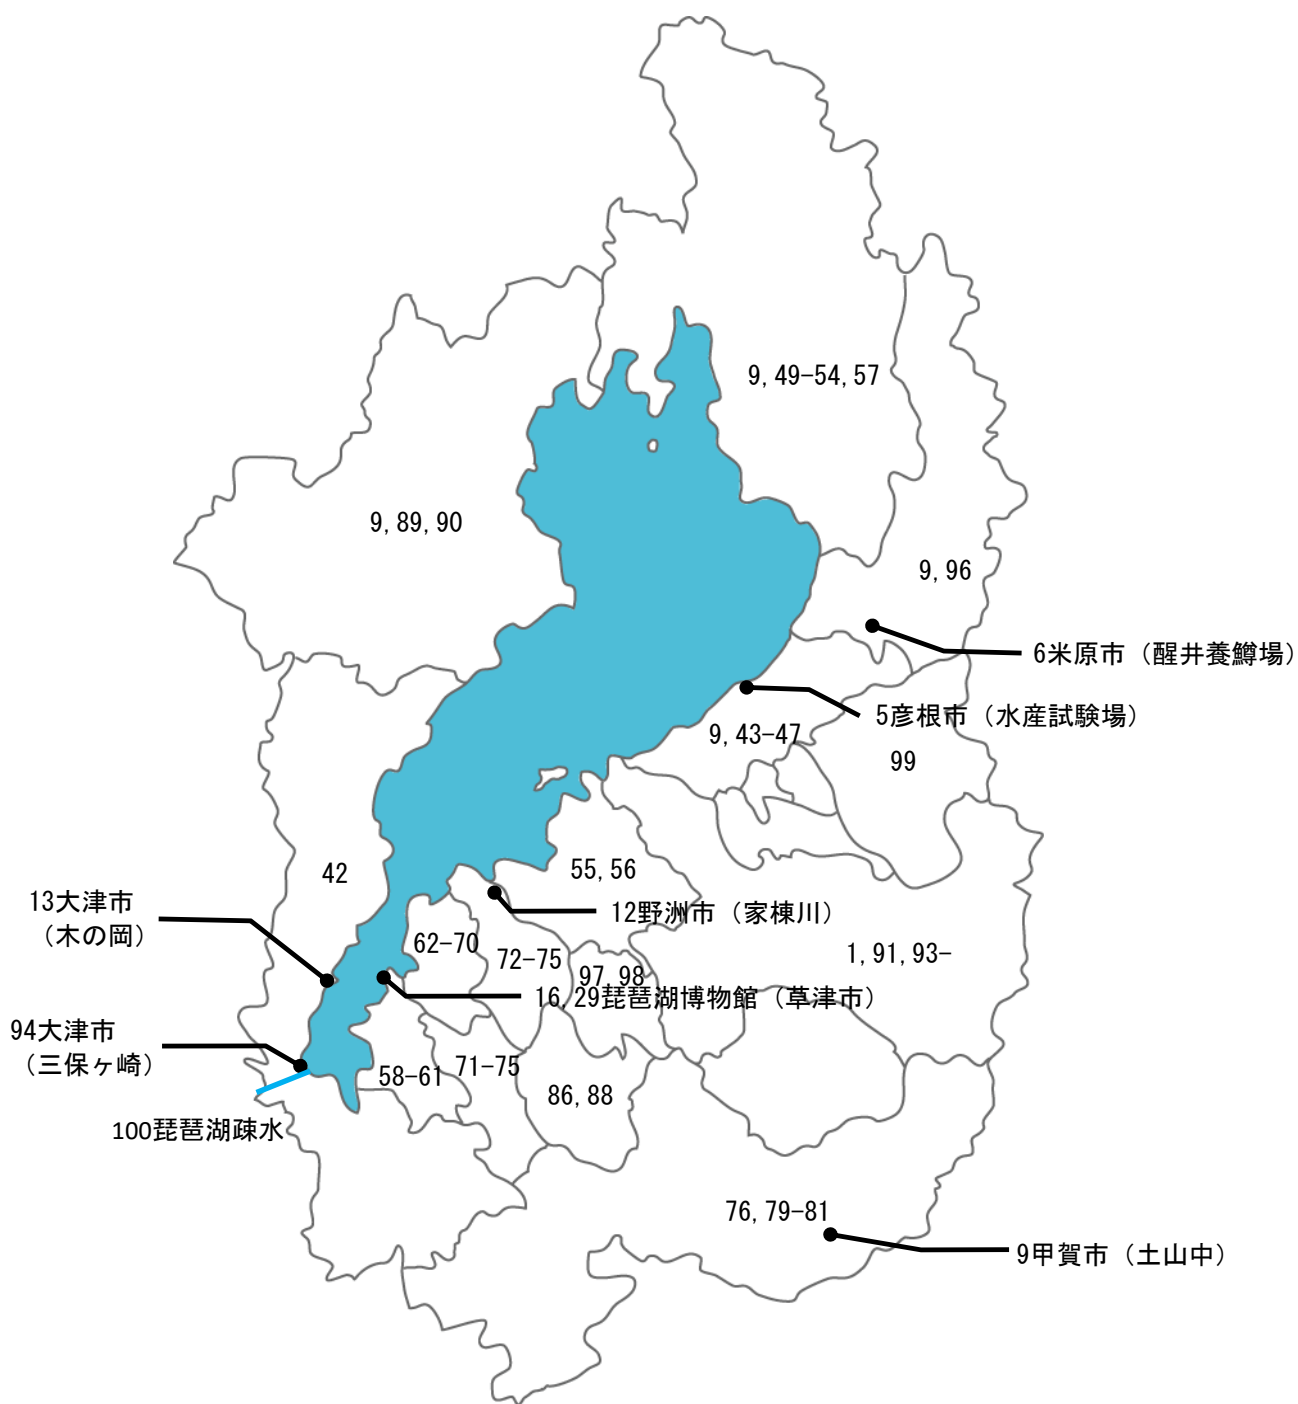 9,49−54,57
9,89,90
9,96
6米原市（醒井養鱒場）
5彦根市（水産試験場）
9,43−47
99
55,56
42
13大津市
（木の岡）
12野洲市（家棟川）
62−70
72−75
1,91,93−
97,98
16,29琵琶湖博物館（草津市）
94大津市
（三保ヶ崎）
71−75
58−61
86,88
100琵琶湖疎水
76,79−81
9甲賀市（土山中）